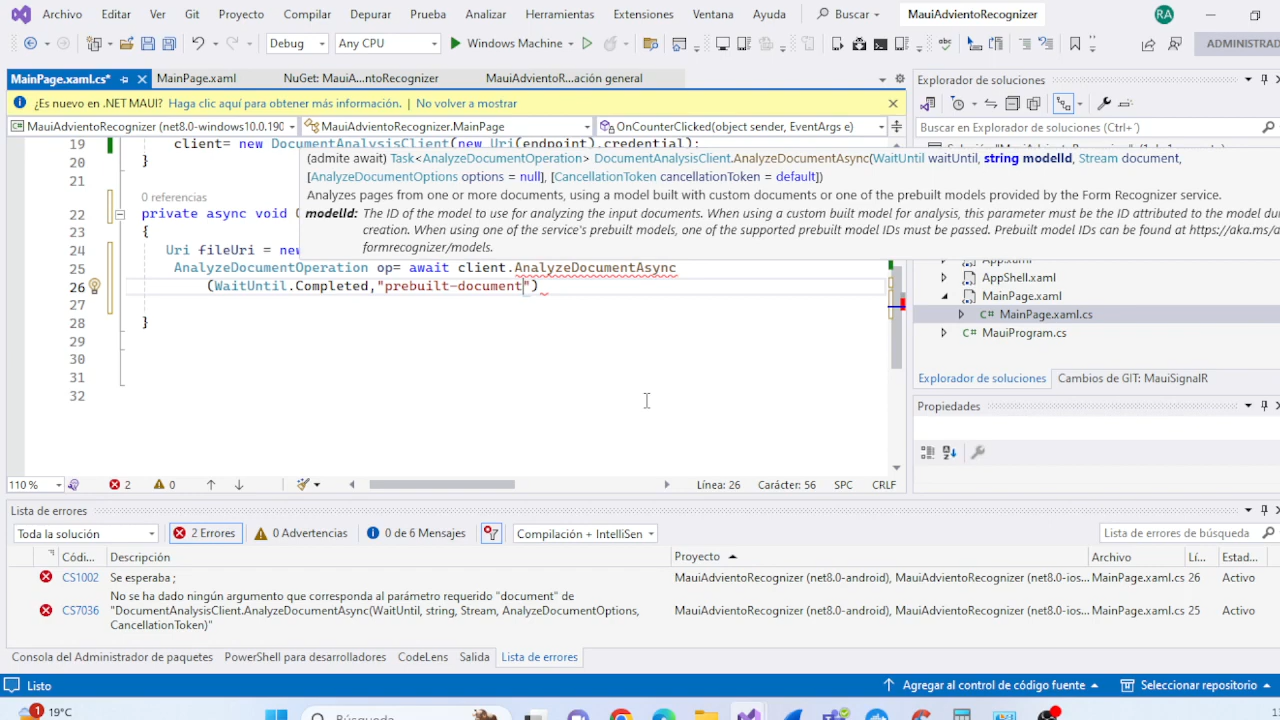 Archivo Editar Ver Git Proyecto Compilar Depurar Prueba Analizar Herramientas Extensiones Ventana Ayuda Buscar MauiAdvientoRecognizer RA
Debug Any CPU Windows Machine ADMINISTRAD
MainPage.xaml.cs* MainPage.xaml NuGet: MauiA...ntoRecognizer MauiAdvientoR...ación general
Explorador de soluciones
¿Es nuevo en .NET MAUI? Haga clic aquí para obtener más información. | No volver a mostrar
MauiAdvientoRecognizer (net8.0-windows10.0.190 MauiAdvientoRecognizer.MainPage OnCounterClicked(object sender, EventArgs e)
Buscar en Explorador de soluciones (Ctrl+´)
19 client= new DocumentAnalysisClient(new Uri(endpoint),credential);
20 }
(admite await) Task<AnalyzeDocumentOperation> DocumentAnalysisClient.AnalyzeDocumentAsync(WaitUntil waitUntil, string modelId, Stream document,
[AnalyzeDocumentOptions options = null], [CancellationToken cancellationToken = default])
Analyzes pages from one or more documents, using a model built with custom documents or one of the prebuilt models provided by the Form Recognizer service.
modelId: The ID of the model to use for analyzing the input documents. When using a custom built model for analysis, this parameter must be the ID attributed to the model du
creation. When using one of the service's prebuilt models, one of the supported prebuilt model IDs must be passed. Prebuilt model IDs can be found at https://aka.ms/a
formrecognizer/models.
21
0 referencias
22 private async void
23 {
24 Uri fileUri = new
25 AnalyzeDocumentOperation op= await client.AnalyzeDocumentAsync
26 (WaitUntil.Completed,"prebuilt-document")
27
28 }
29
30
31
32
App.xaml
AppShell.xaml
MainPage.xaml
C# MainPage.xaml.cs
C# MauiProgram.cs
Explorador de soluciones Cambios de GIT: MauiSignalR
Propiedades
110 % 2 0 Línea: 26 Carácter: 56 SPC CRLF
Lista de errores
Toda la solución 2 Errores 0 Advertencias 0 de 6 Mensajes Compilación + IntelliSen Lista de errores de búsqueda
Códi... Descripción Proyecto Archivo Lí... Estad...
CS1002 Se esperaba ; MauiAdvientoRecognizer (net8.0-android), MauiAdvientoRecognizer (net8.0-ios... MainPage.xaml.cs 26 Activo
CS7036 No se ha dado ningún argumento que corresponda al parámetro requerido "document" de
"DocumentAnalysisClient.AnalyzeDocumentAsync(WaitUntil, string, Stream, AnalyzeDocumentOptions,
CancellationToken)" MauiAdvientoRecognizer (net8.0-android), MauiAdvientoRecognizer (net8.0-ios... MainPage.xaml.cs 25 Activo
Consola del Administrador de paquetes PowerShell para desarrolladores CodeLens Salida Lista de errores
Listo Agregar al control de código fuente Seleccionar repositorio
1 19°C Búsqueda